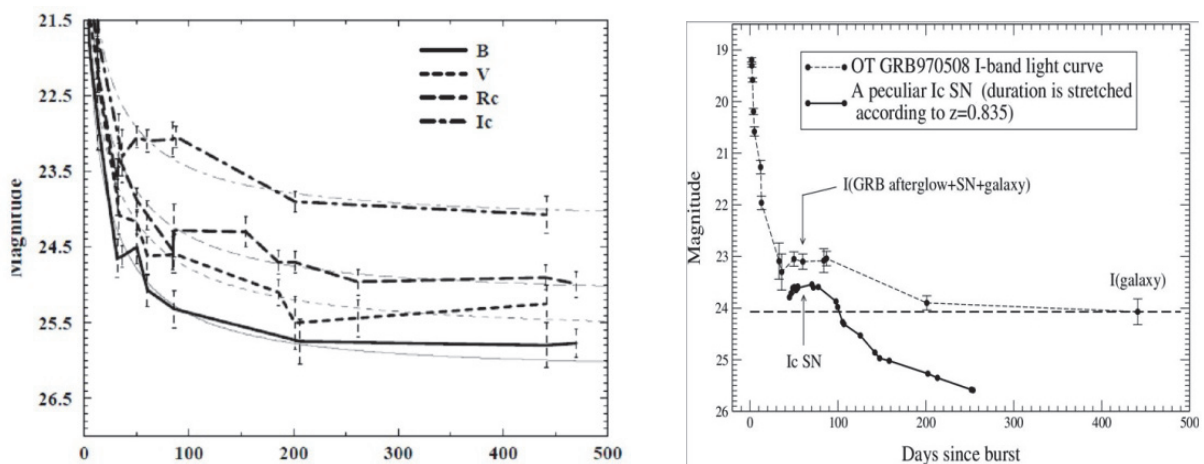 21.5
22.5
23.5
24.5
25.5
26.5
Magnitude
B
V
Rc
Ic
0 100 200 300 400 500
19
20
21
22
23
24
25
26
Magnitude
OT GRB970508 I-band light curve
A peculiar Ic SN (duration is stretched
according to z=0.835)
I(GRB afterglow+SN+galaxy)
I(galaxy)
Ic SN
0 100 200 300 400 500
Days since burst